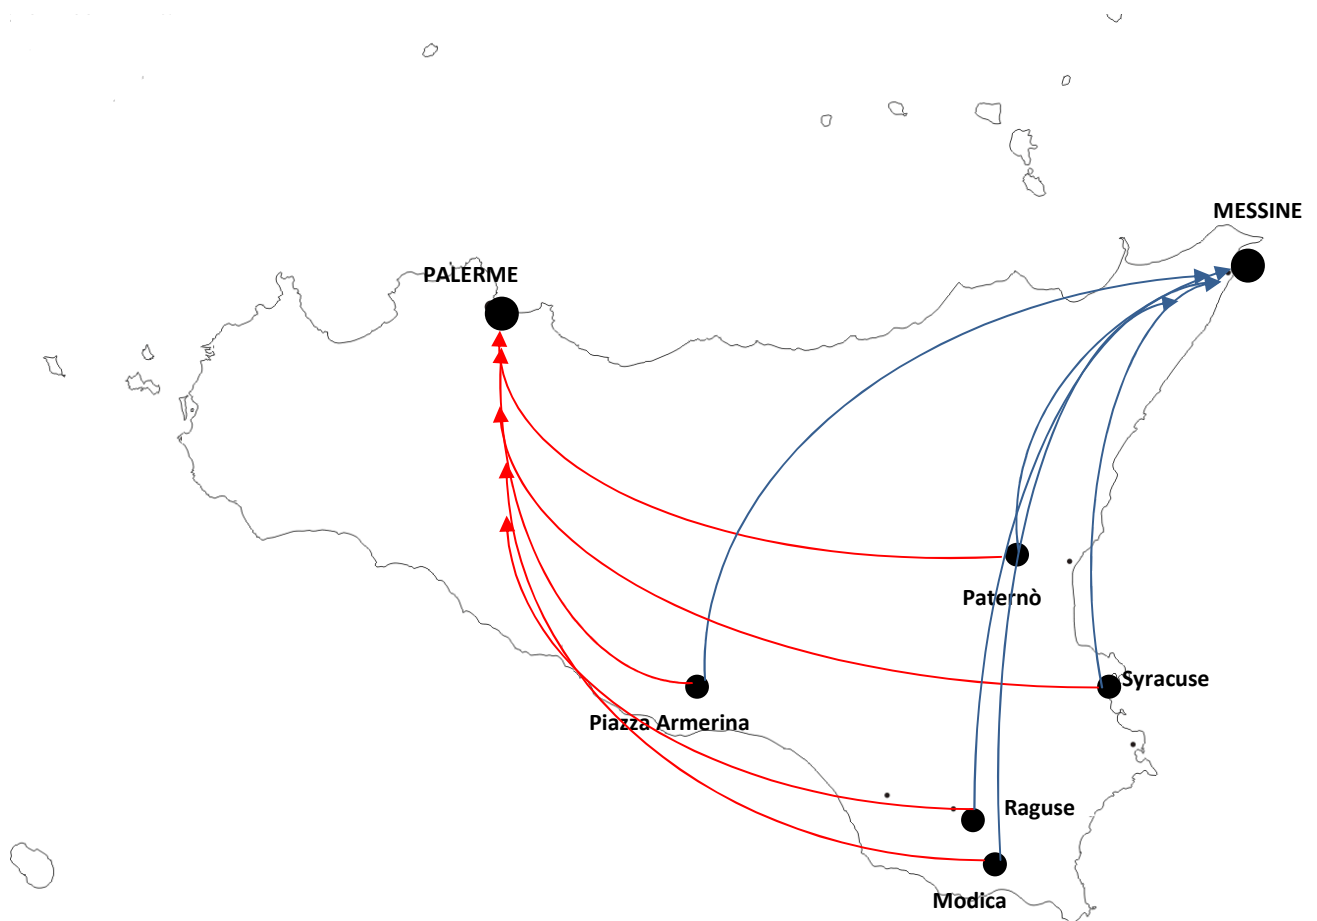 MESSINE
PALERME
Paternò
Syracuse
Piazza Armerina
Raguse
Modica